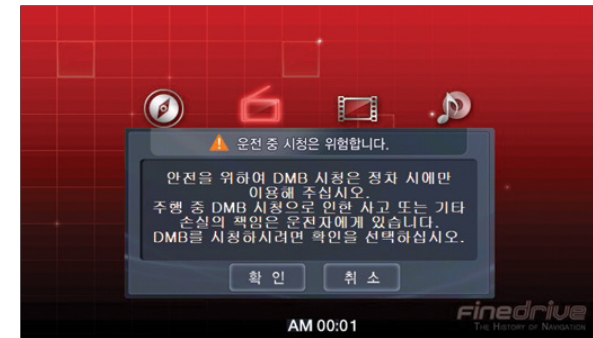 운전 중 시청은 위험합니다.
안전을 위하여 DMB 시청은 정차 시에만
이용해 주십시오.
주행 중 DMB 시청으로 인한 사고 또는 기타
손실의 책임은 운전자에게 있습니다.
DMB를 시청하시려면 확인을 선택하십시오.
확 인 취 소
AM 00:01
Finedrive
The History of Navigation